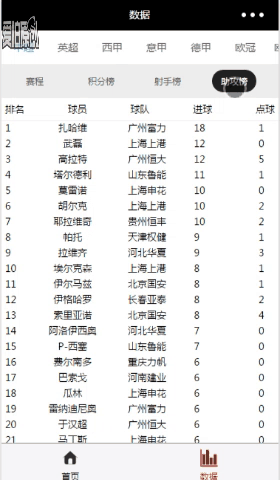 数据
英超 西甲 意甲 德甲 欧冠
赛程 积分榜 射手榜 助攻榜
排名 球员 球队 进球 点球
1 扎哈维 广州富力 18 1
2 武磊 上海上港 12 0
3 高拉特 广州恒大 12 5
4 塔尔德利 山东鲁能 11 1
5 莫雷诺 上海申花 10 0
6 胡尔克 上海上港 10 2
7 耶拉维奇 贵州恒丰 10 2
8 帕托 天津权健 9 1
9 拉维齐 河北华夏 9 3
10 埃尔克森 上海上港 8 1
11 伊尔马兹 北京国安 8 1
12 伊格哈罗 长春亚泰 8 2
13 索里亚诺 北京国安 8 4
14 阿洛伊西奥 河北华夏 7 0
15 P-西塞 山东鲁能 7 0
16 费尔南多 重庆力帆 6 0
17 巴索戈 河南建业 6 0
18 瓜林 上海申花 6 0
19 雷纳迪尼奥 广州富力 6 0
20 于汉超 广州恒大 6 0
21 马丁斯 上海申花 6 0
首页 数据